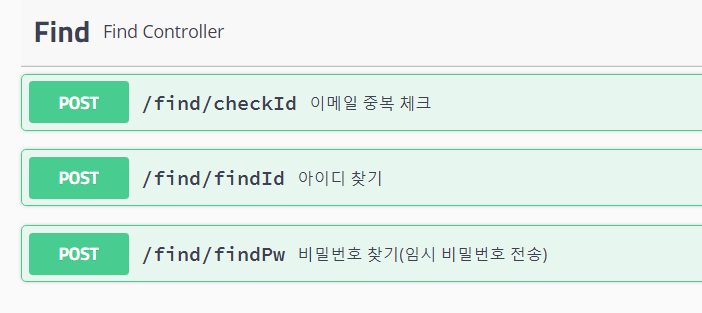 Find Find Controller
POST /find/checkId 이메일 중복 체크
POST /find/findId 아이디 찾기
POST /find/findPw 비밀번호 찾기(임시 비밀번호 전송)